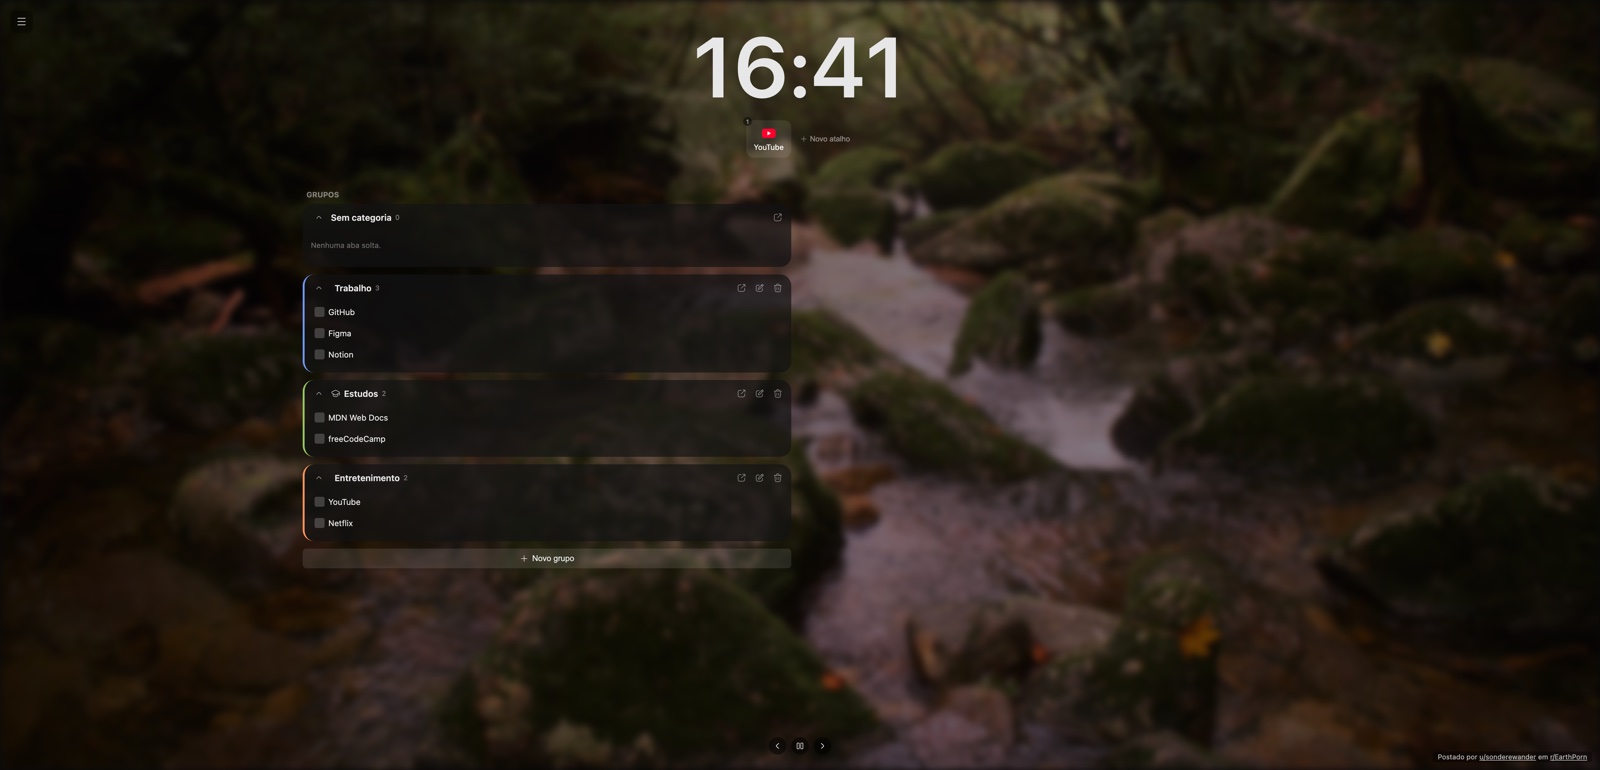 16:41
1
YouTube
+ Novo atalho
GRUPOS
Sem categoria 0
Nenhuma aba solta.
Trabalho 3
GitHub
Figma
Notion
Estudos 2
MDN Web Docs
freeCodeCamp
Entretenimento 2
YouTube
Netflix
+ Novo grupo
Postado por u/sonderewander em r/EarthPorn